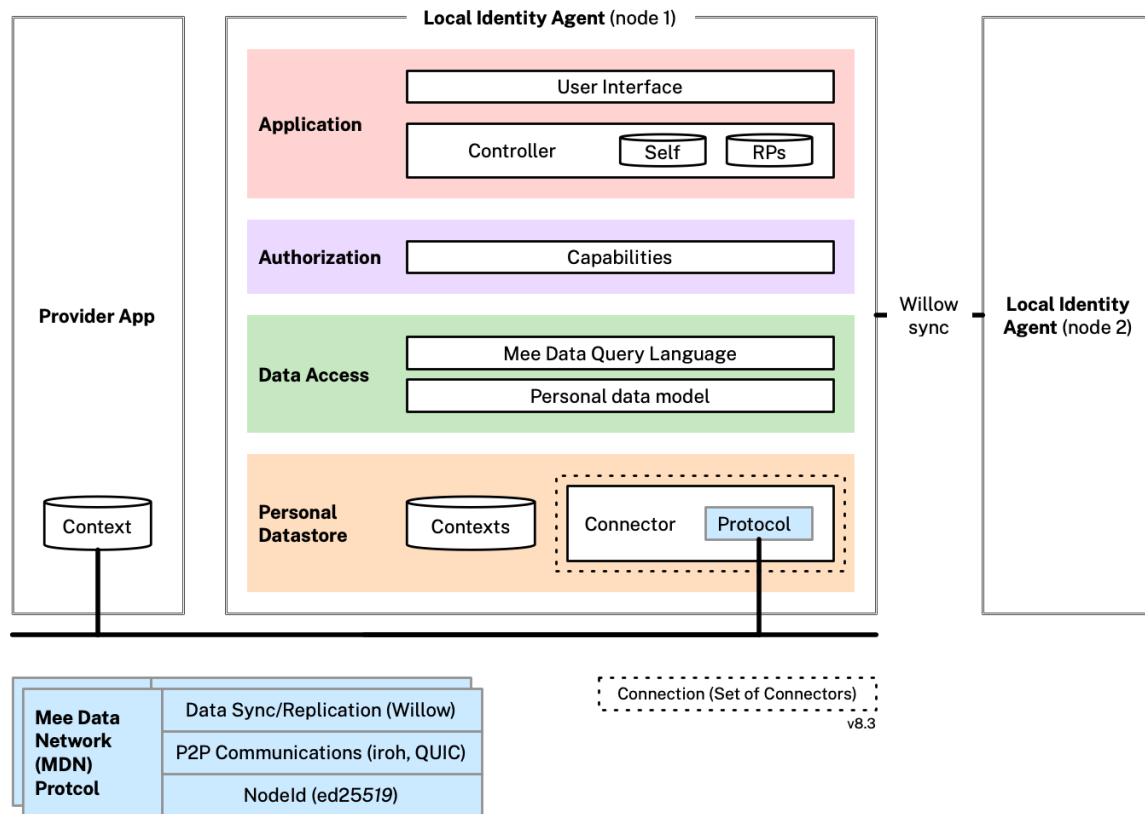 Local Identity Agent (node 1)
User Interface
Application
Controller
Self
RPs
Authorization
Capabilities
Provider App
Willow
sync
Local Identity
Agent (node 2)
Mee Data Query Language
Data Access
Personal data model
Context
Personal
Datastore
Contexts
Connector
Protocol
Connection (Set of Connectors)
v8.3
Mee Data
Network
(MDN)
Protcol
Data Sync/Replication (Willow)
P2P Communications (iroh, QUIC)
NodeId (ed25519)